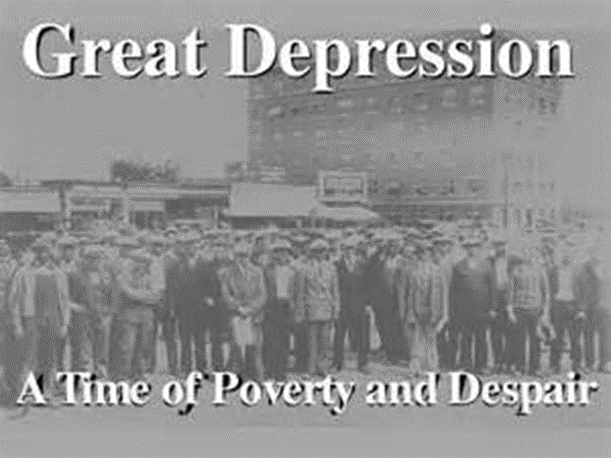 Great Depression
A Time of Poverty and Despair